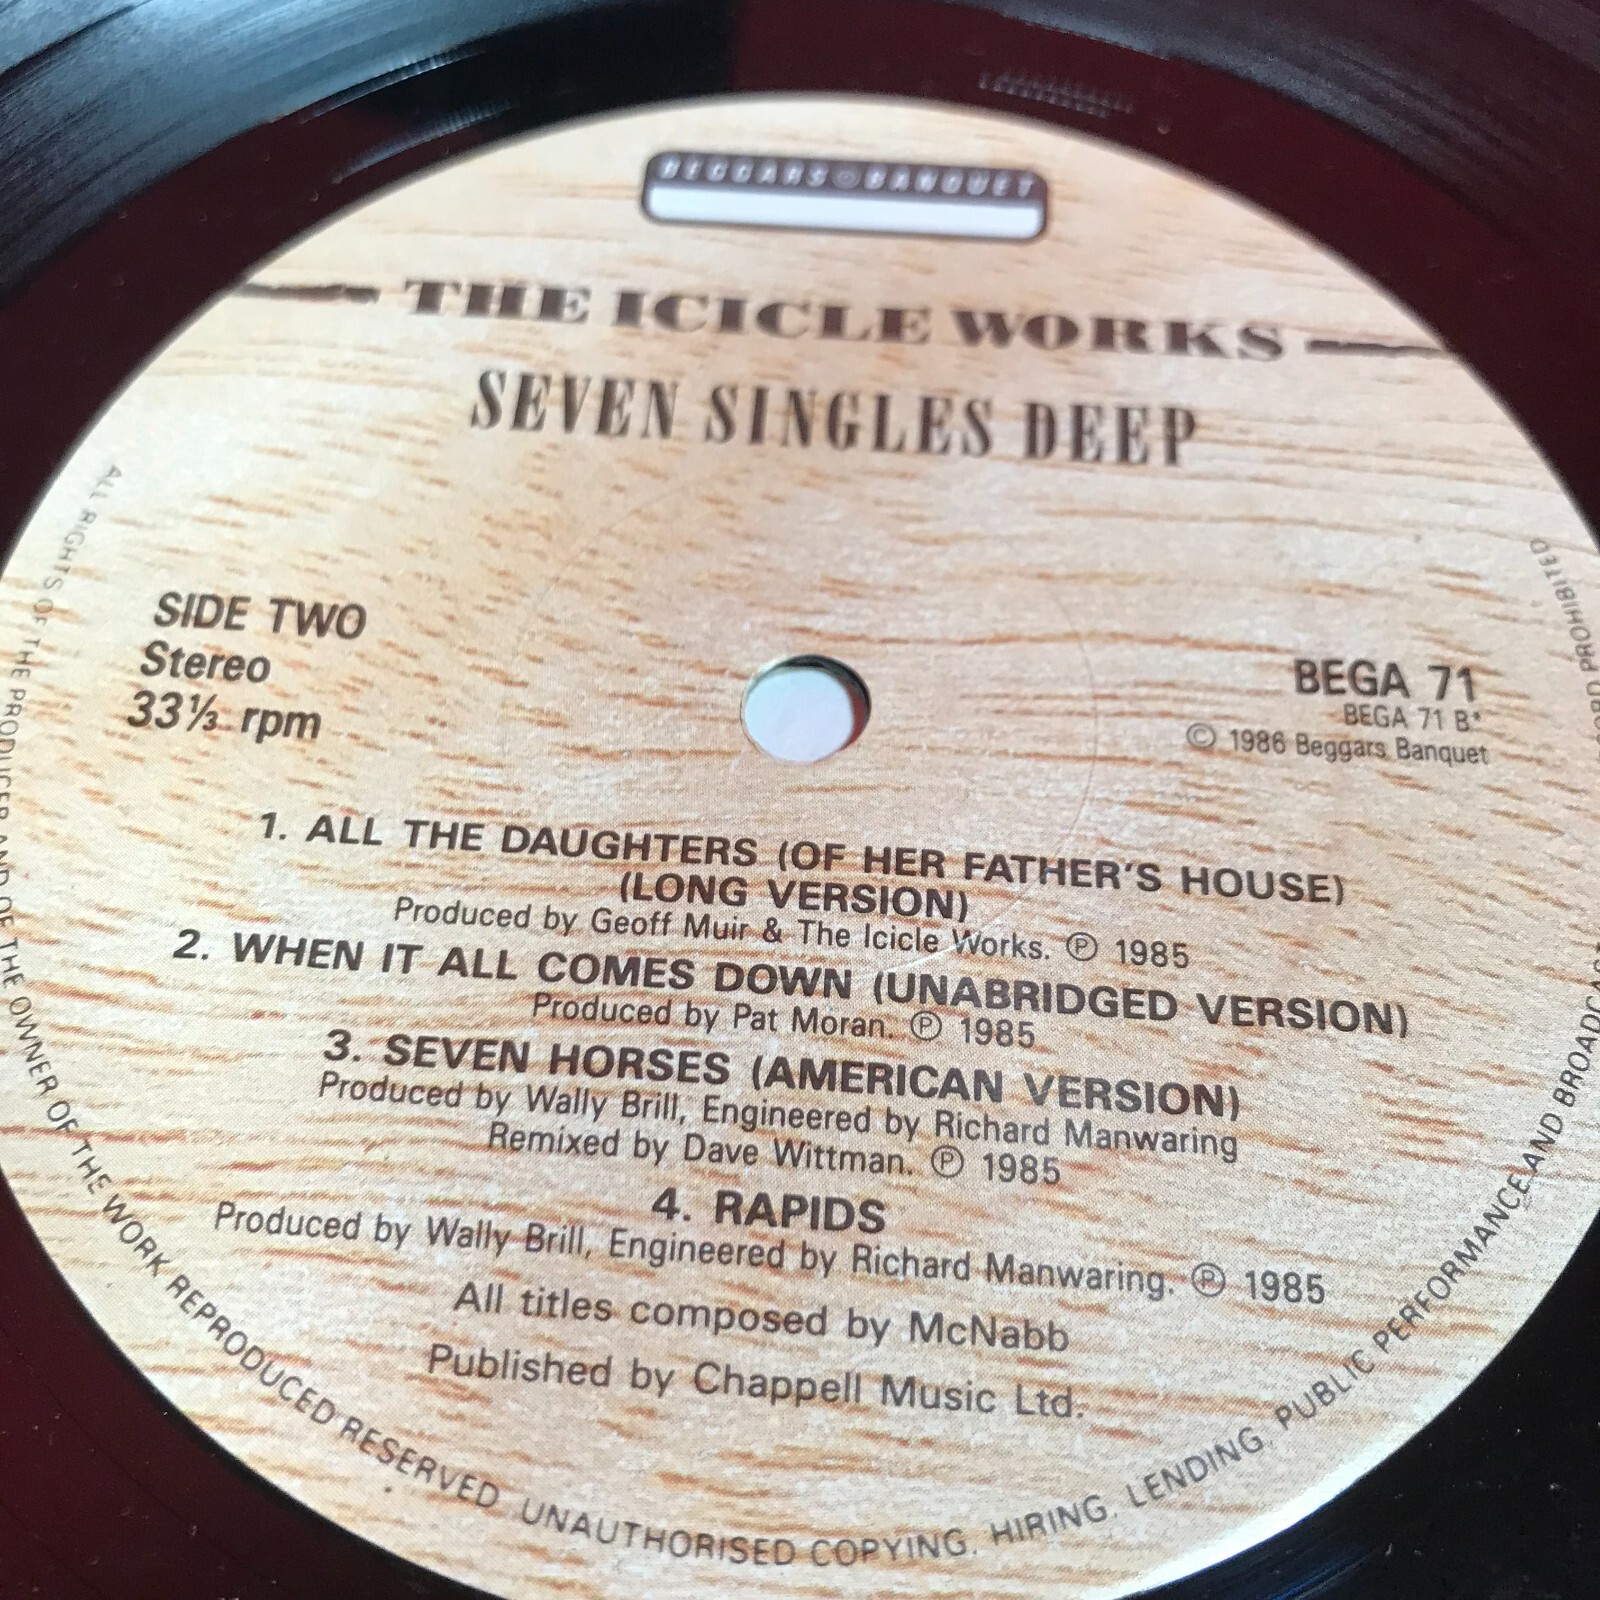 BEGGARS BANQUET
THE ICICLE WORKS
SEVEN SINGLES DEEP
SIDE TWO
Stereo
33⅓ rpm
BEGA 71
BEGA 71 B*
© 1986 Beggars Banquet
1. ALL THE DAUGHTERS (OF HER FATHER'S HOUSE)
(LONG VERSION)
Produced by Geoff Muir & The Icicle Works. ℗ 1985
2. WHEN IT ALL COMES DOWN (UNABRIDGED VERSION)
Produced by Pat Moran. ℗ 1985
3. SEVEN HORSES (AMERICAN VERSION)
Produced by Wally Brill, Engineered by Richard Manwaring
Remixed by Dave Wittman. ℗ 1985
4. RAPIDS
Produced by Wally Brill, Engineered by Richard Manwaring. ℗ 1985
All titles composed by McNabb
Published by Chappell Music Ltd.
ALL RIGHTS OF THE PRODUCER AND OF THE OWNER OF THE WORK REPRODUCED RESERVED UNAUTHORISED COPYING. HIRING. LENDING. PUBLIC PERFORMANCE AND BROADCAST PROHIBITED